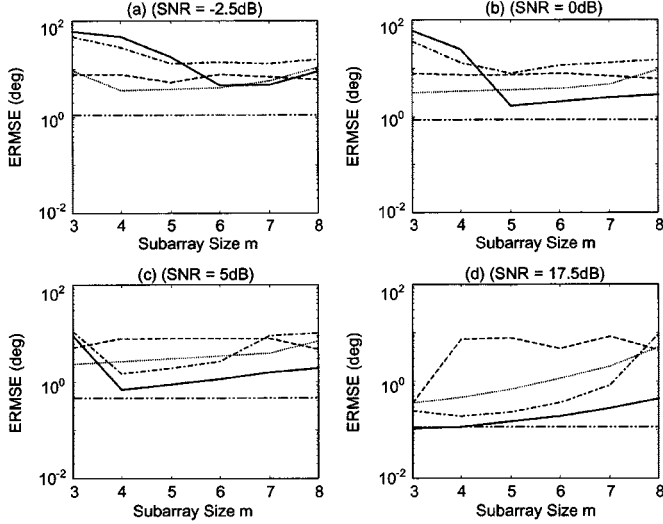 (a) (SNR = -2.5dB)
10^2
10^0
10^-2
ERMSE (deg)
3 4 5 6 7 8
Subarray Size m
(b) (SNR = 0dB)
10^2
10^0
10^-2
ERMSE (deg)
3 4 5 6 7 8
Subarray Size m
(c) (SNR = 5dB)
10^2
10^0
10^-2
ERMSE (deg)
3 4 5 6 7 8
Subarray Size m
(d) (SNR = 17.5dB)
10^2
10^0
10^-2
ERMSE (deg)
3 4 5 6 7 8
Subarray Size m